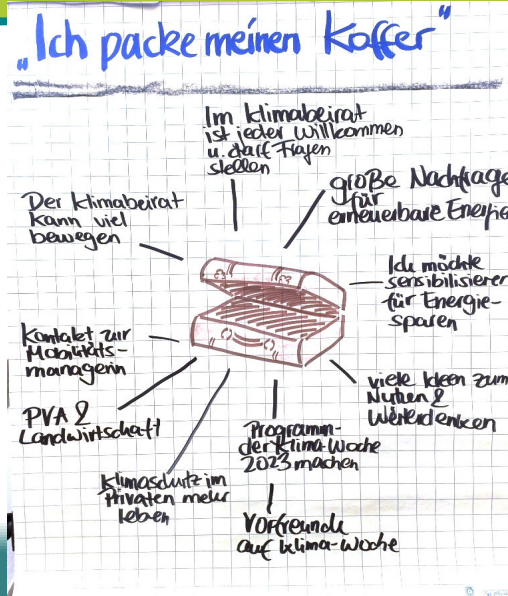 „Ich packe meinen Koffer“
Im Klimabeirat
ist jeder Willkommen
u. darf Fragen
stellen
große Nachfrage
für
erneuerbare Energie
Der Klimabeirat
kann viel
bewegen
Ich möchte
sensibilisieren
für Energie-
sparen
Kontakt zur
Mobilitäts-
managerin
viele Ideen zum
Nutzen &
Weiterdenken
PVA &
Landwirtschaft
Programm-
der Klima-Woche
2023 machen
Klimaschutz im
Privaten mehr
leben
Vorfreunde
auf Klima-Woche